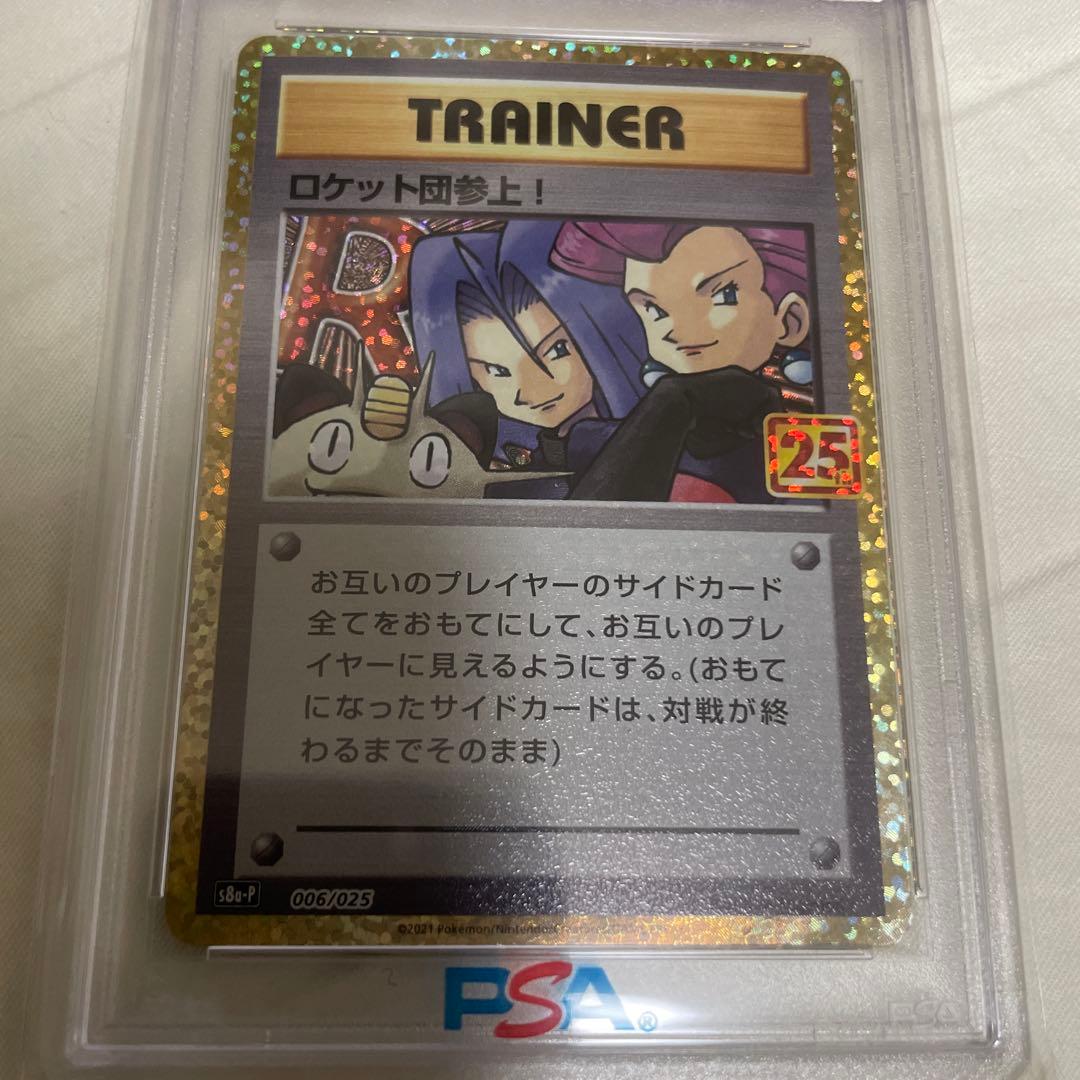 TRAINER
ロケット団参上!
R
25
お互いのプレイヤーのサイドカード
全てをおもてにして、お互いのプレ
イヤーに見えるようにする。(おもて
になったサイドカードは、対戦が終
わるまでそのまま)
s8a-P 006/025
©2021 Pokémon/Nintendo
PSA®
PSA